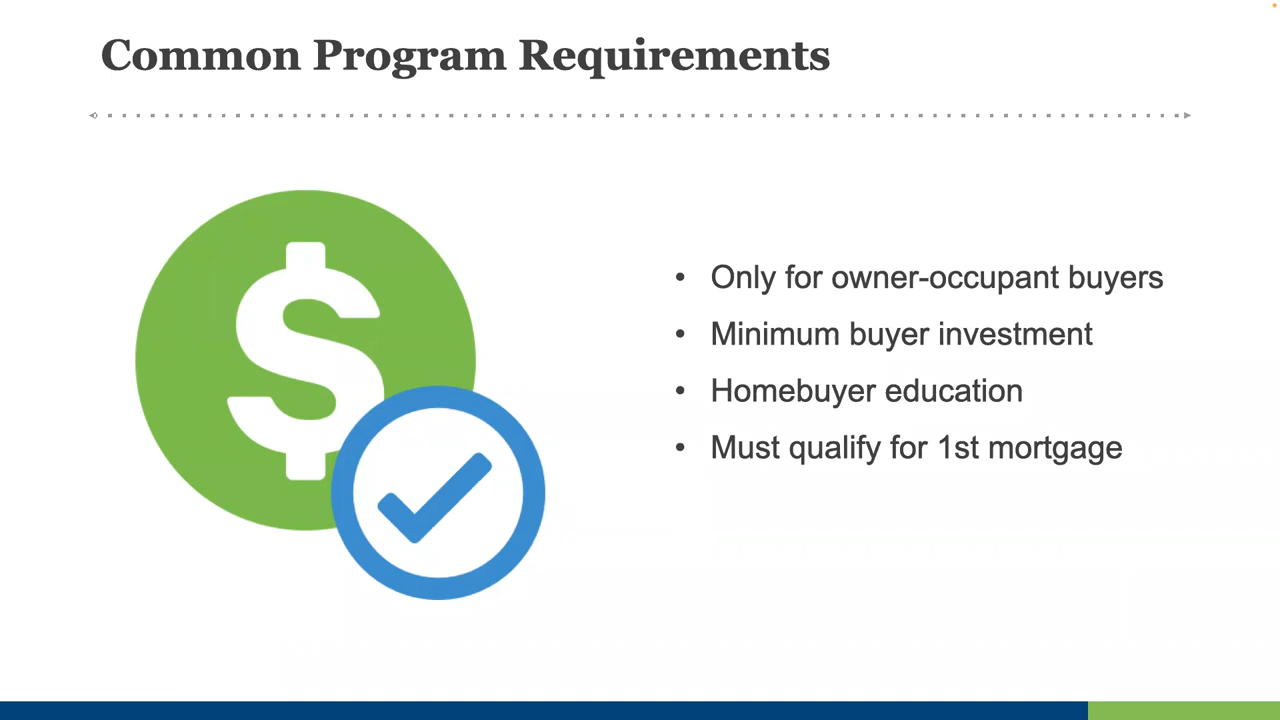 Common Program Requirements
$
• Only for owner-occupant buyers
• Minimum buyer investment
• Homebuyer education
• Must qualify for 1st mortgage